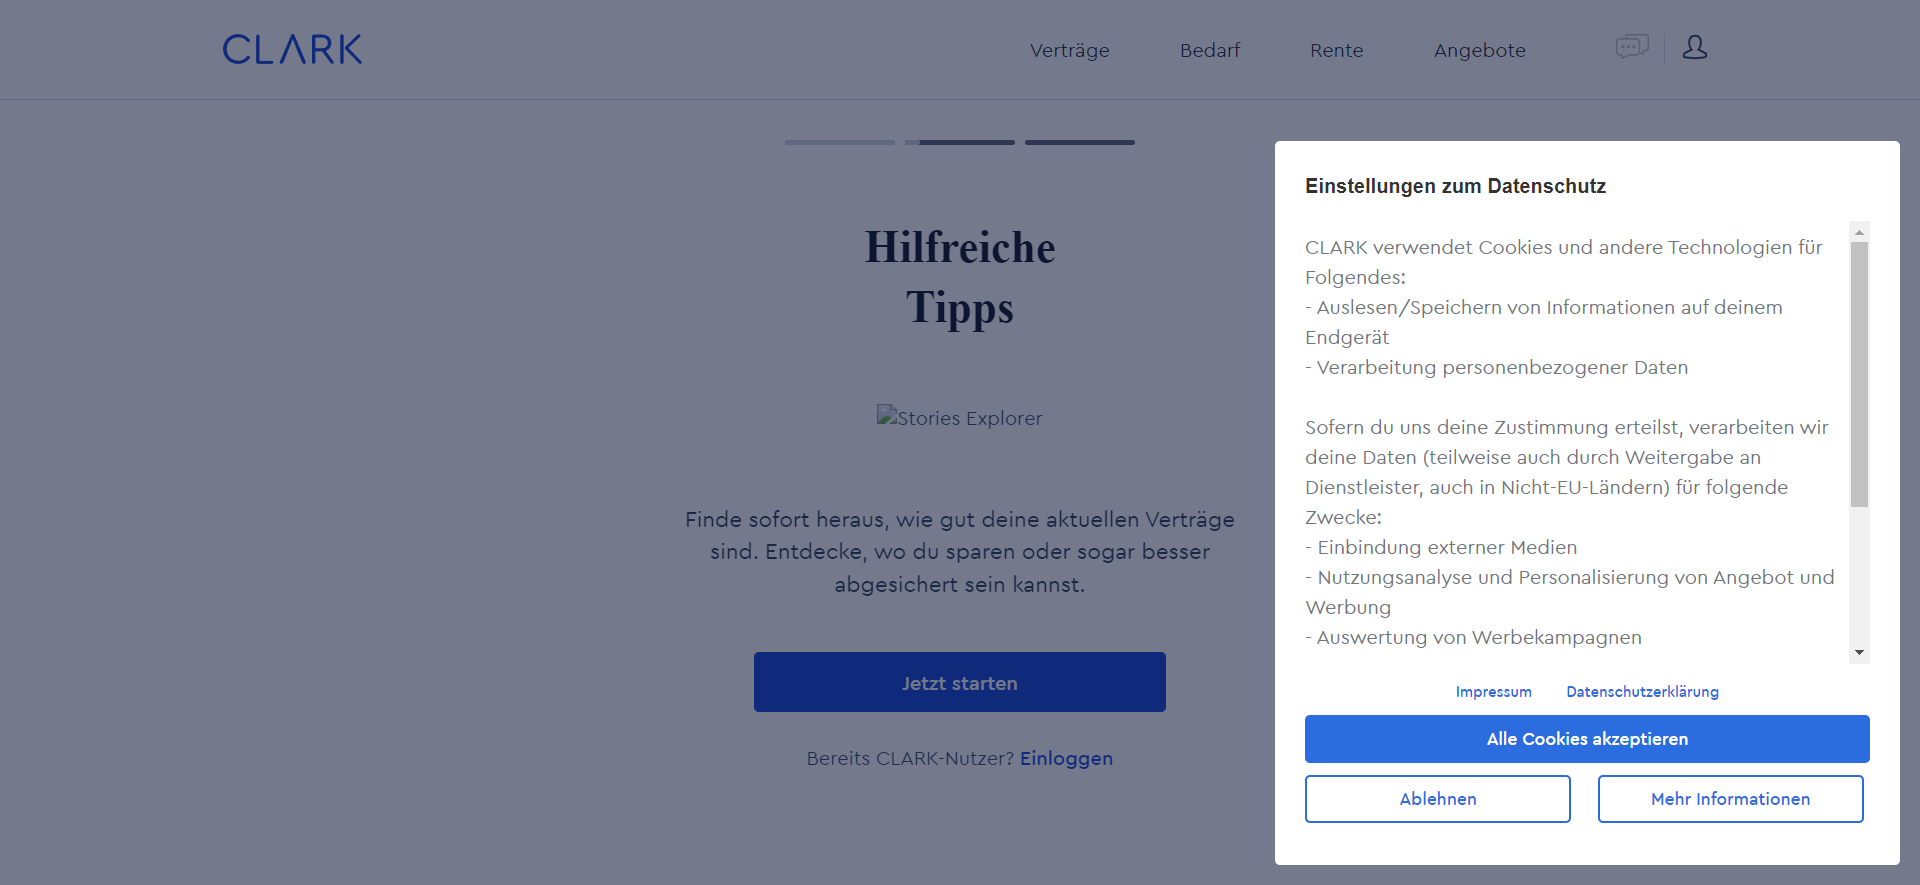 CLARK
Verträge
Bedarf
Rente
Angebote
Hilfreiche
Tipps
Stories Explorer
Finde sofort heraus, wie gut deine aktuellen Verträge
sind. Entdecke, wo du sparen oder sogar besser
abgesichert sein kannst.
Jetzt starten
Bereits CLARK-Nutzer? Einloggen
Einstellungen zum Datenschutz
CLARK verwendet Cookies und andere Technologien für
Folgendes:
- Auslesen/Speichern von Informationen auf deinem
Endgerät
- Verarbeitung personenbezogener Daten
Sofern du uns deine Zustimmung erteilst, verarbeiten wir
deine Daten (teilweise auch durch Weitergabe an
Dienstleister, auch in Nicht-EU-Ländern) für folgende
Zwecke:
- Einbindung externer Medien
- Nutzungsanalyse und Personalisierung von Angebot und
Werbung
- Auswertung von Werbekampagnen
Impressum
Datenschutzerklärung
Alle Cookies akzeptieren
Ablehnen
Mehr Informationen